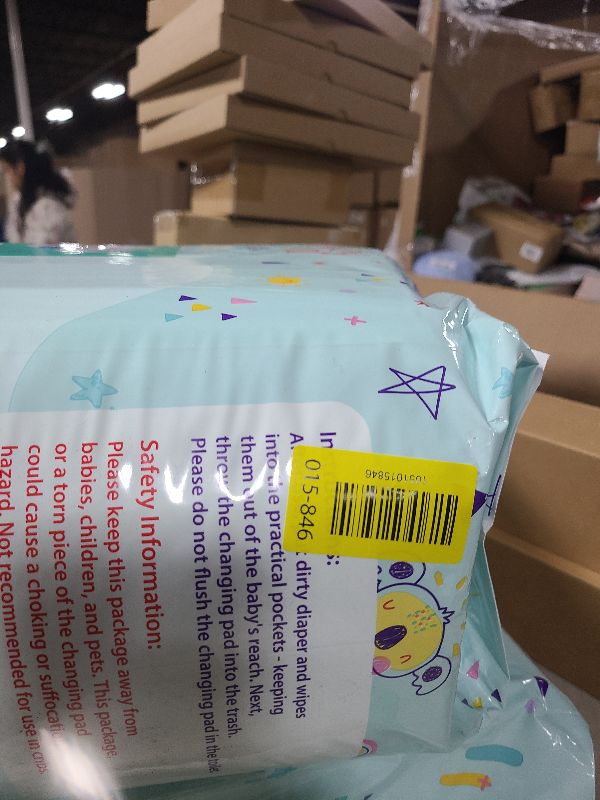 015-846
1051015846
In s:
A : dirty diaper and wipes
into the practical pockets - keeping
them out of the baby's reach. Next,
throw the changing pad into the trash.
Please do not flush the changing pad in the toilet
Safety Information:
Please keep this package away from
babies, children, and pets. This package
or a torn piece of the changing pad
could cause a choking or suffocati
hazard. Not recommended for use in cribs